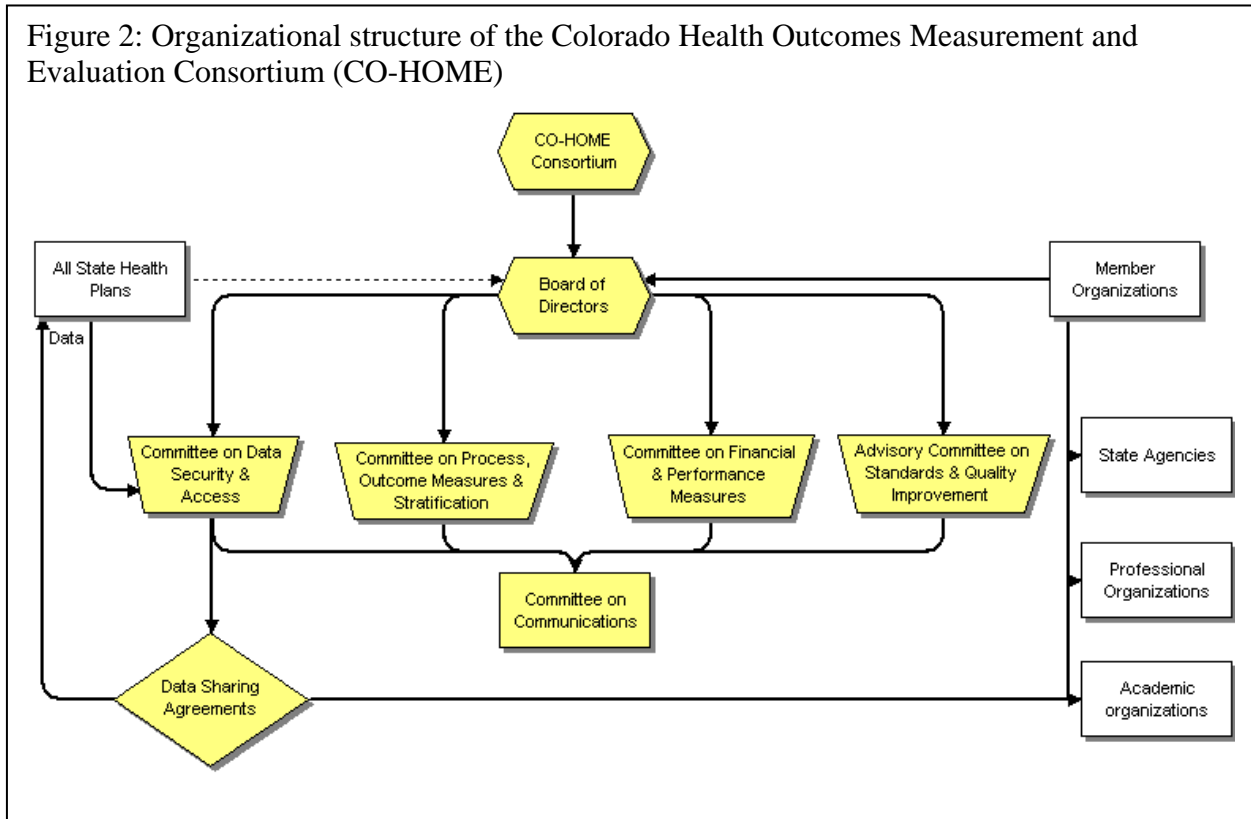 Figure 2: Organizational structure of the Colorado Health Outcomes Measurement and
Evaluation Consortium (CO-HOME)
CO-HOME
Consortium
All State Health
Plans
Board of
Directors
Member
Organizations
Data
Committee on Data
Security &
Access
Committee on Process,
Outcome Measures &
Stratification
Committee on Financial
& Performance
Measures
Advisory Committee on
Standards & Quality
Improvement
State Agencies
Committee on
Communications
Professional
Organizations
Data Sharing
Agreements
Academic
organizations